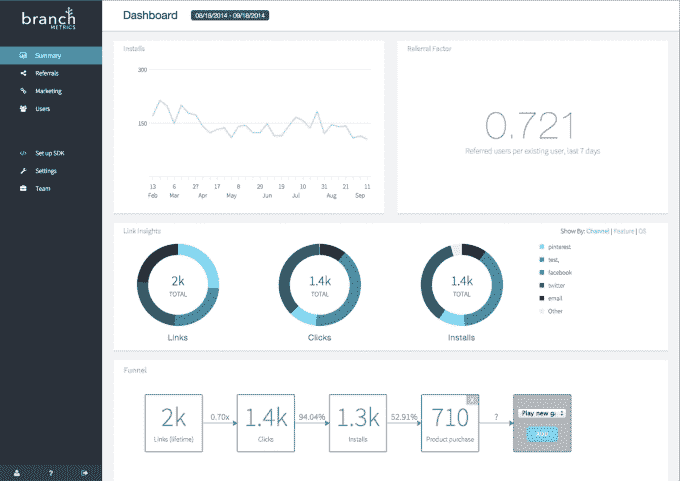 branch
METRICS
Summary
Referrals
Marketing
Users
Set up SDK
Settings
Team
?
Dashboard
08/18/2014 - 09/18/2014
Installs
300
150
13 6 27 19 8 29 19 10 31 21 11
Feb Mar Apr May Jun Jul Aug Sep
Referral Factor
0.721
Referred users per existing user, last 7 days
Link Insights
Show By: Channel | Feature | OS
2k
TOTAL
Links
1.4k
TOTAL
Clicks
1.4k
TOTAL
Installs
pinterest
test,
facebook
twitter
email
Other
Funnel
2k
Links (lifetime)
0.70x
1.4k
Clicks
94.04%
1.3k
Installs
52.91%
710
Product purchase
x
?
Play new ga